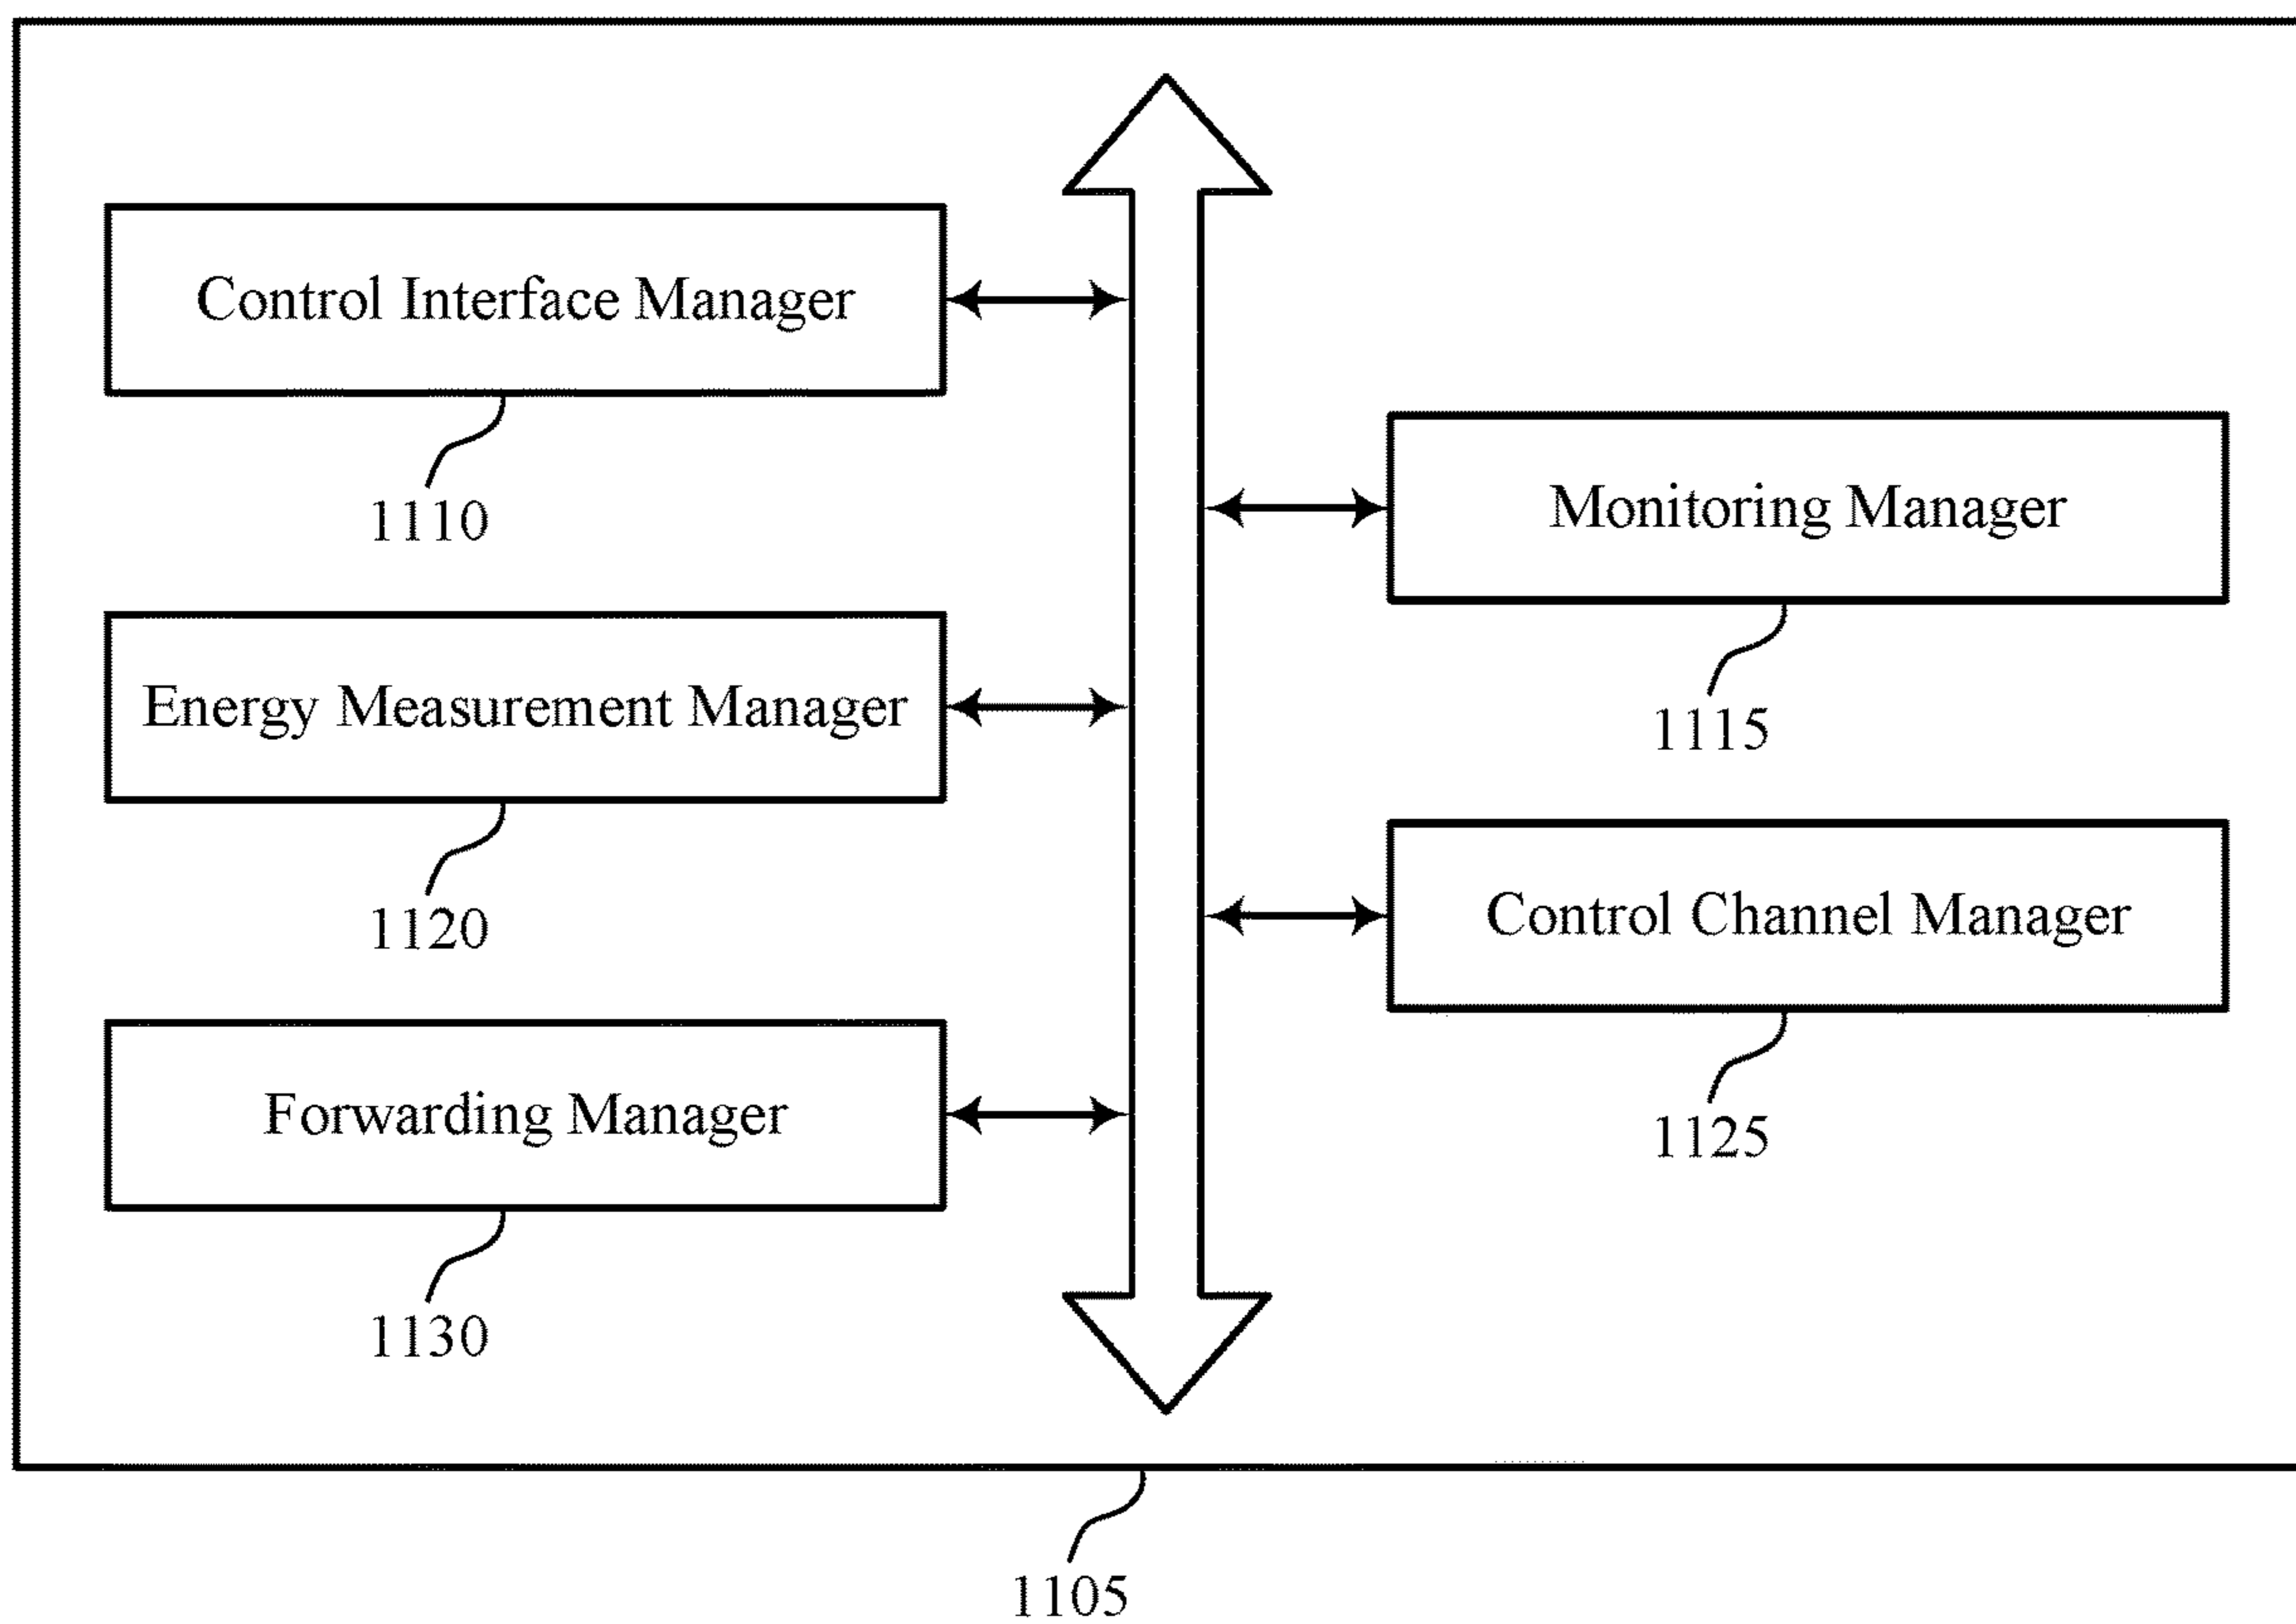 Control Interface Manager
1110
Monitoring Manager
1115
Energy Measurement Manager
1120
Control Channel Manager
1125
Forwarding Manager
1130
1105